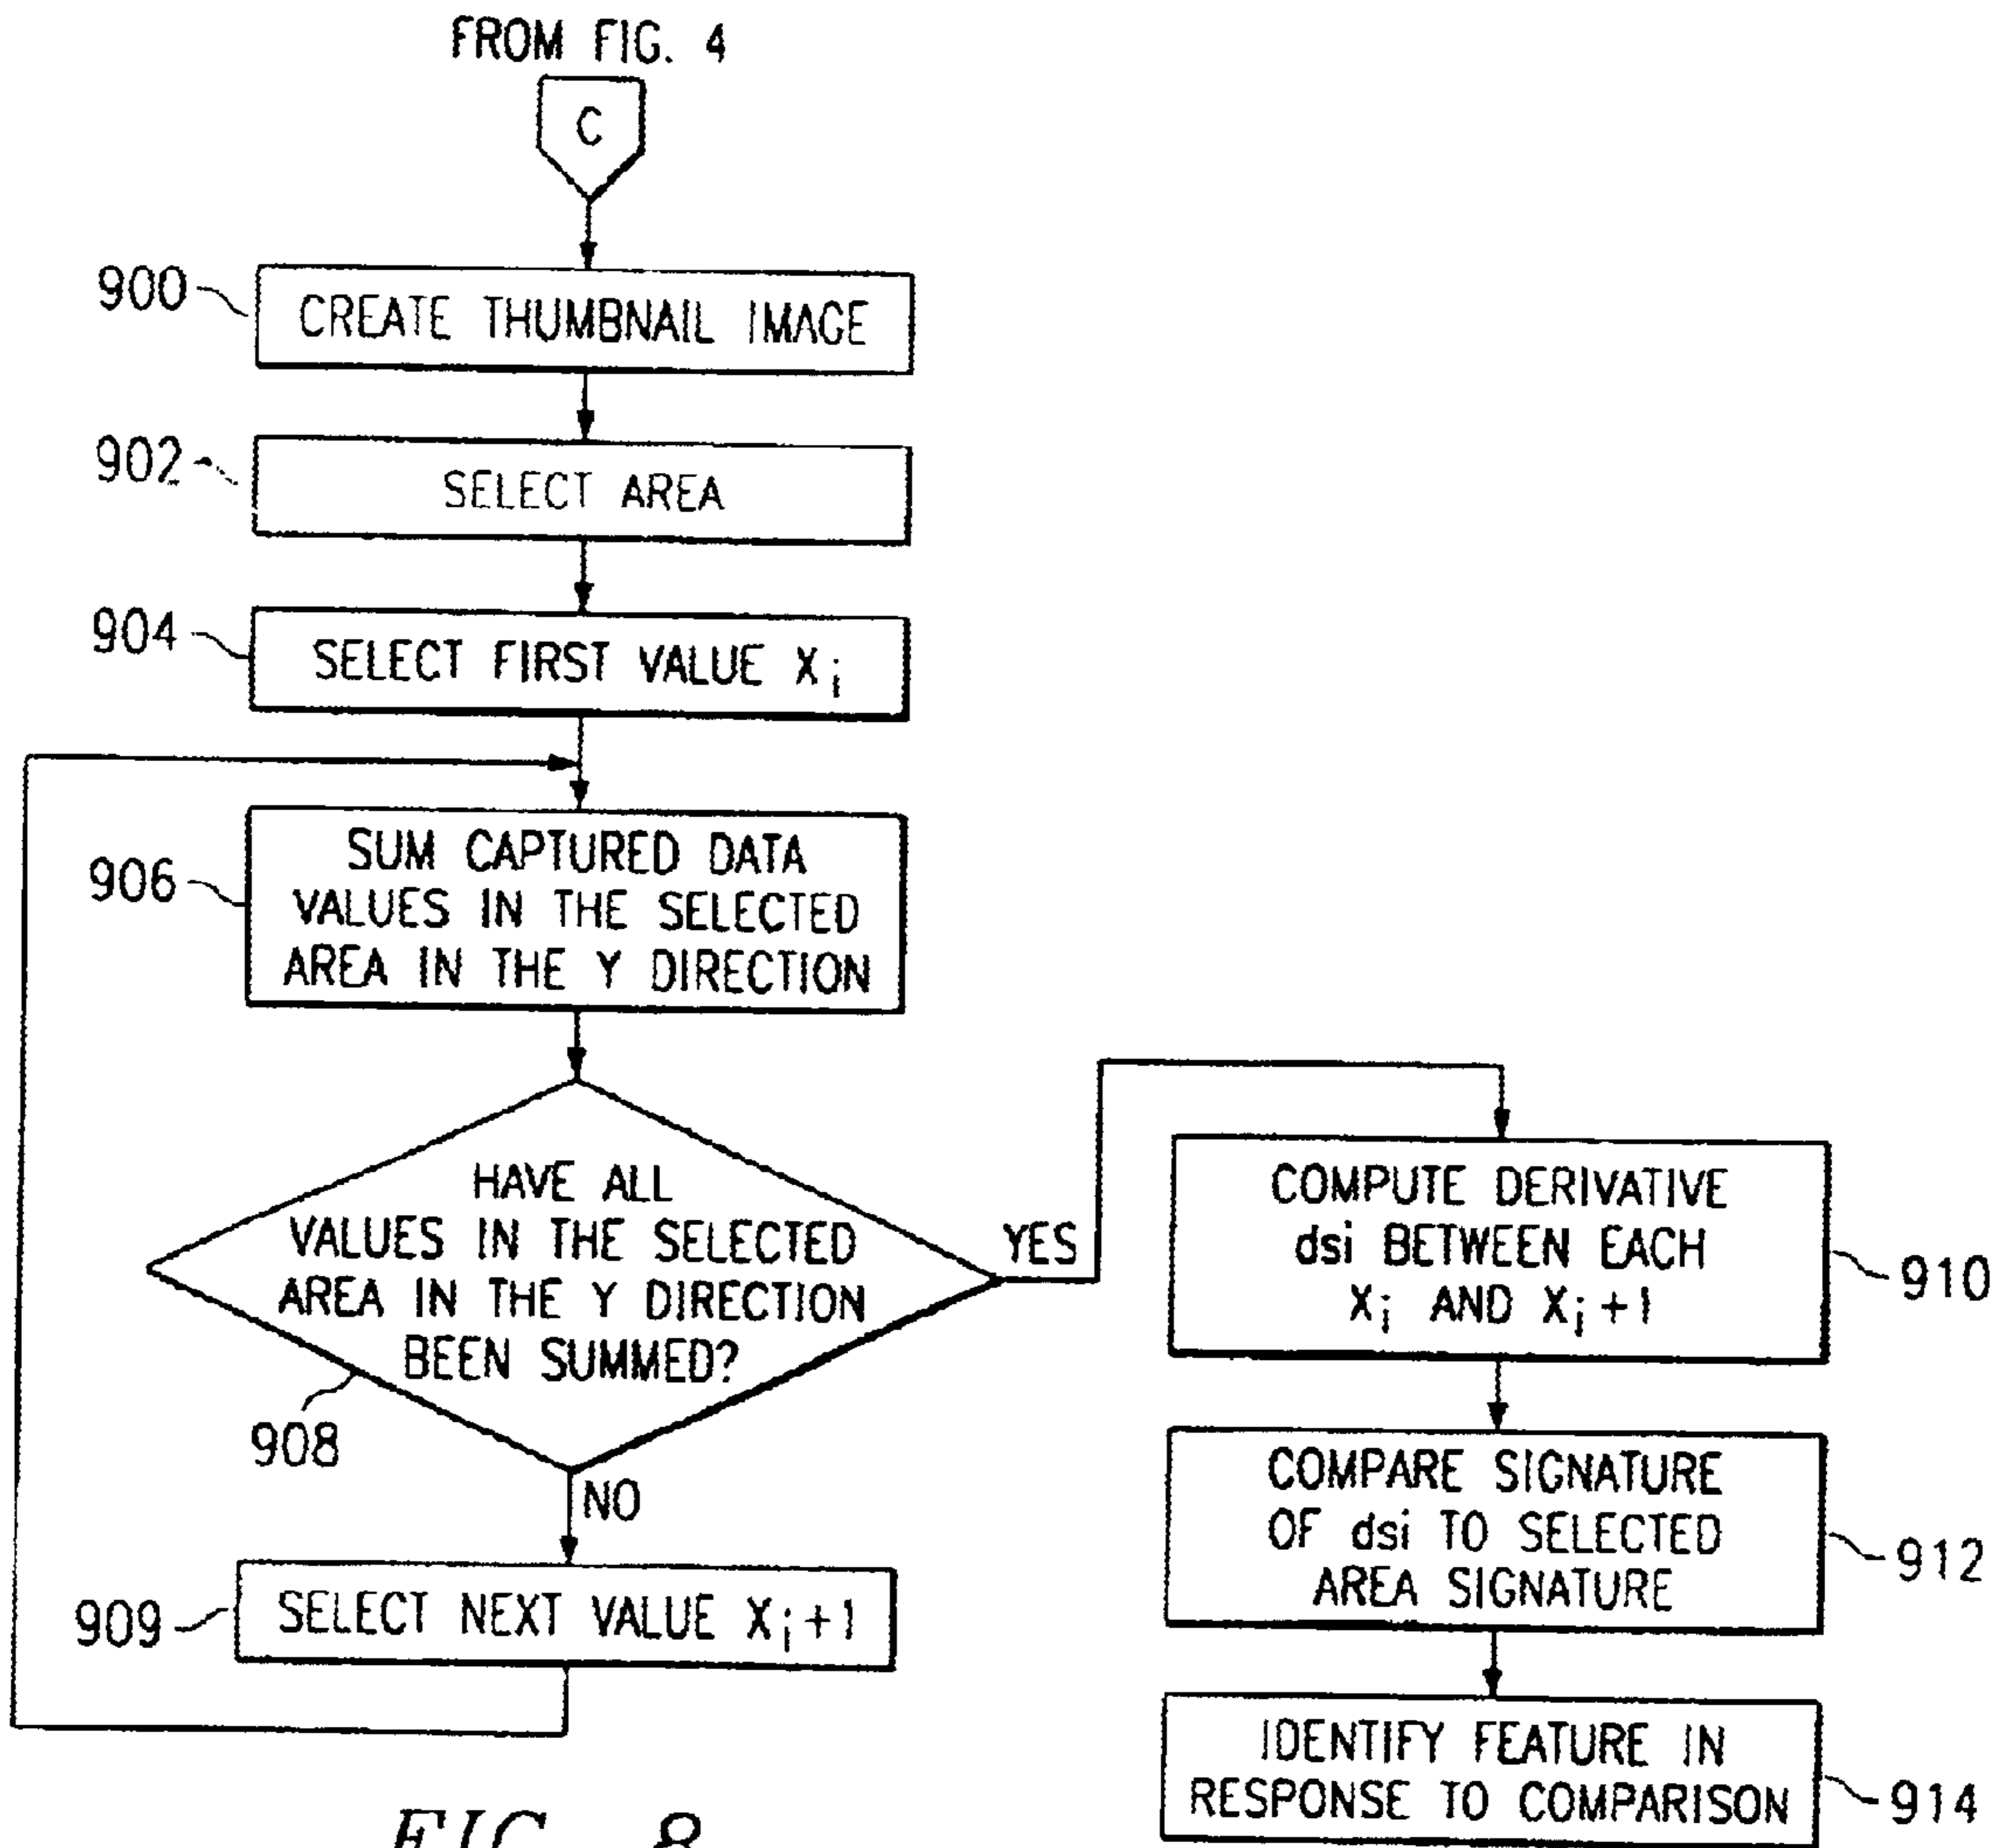 FROM FIG. 4
C
900
CREATE THUMBNAIL IMAGE
902
SELECT AREA
904
SELECT FIRST VALUE Xi
906
SUM CAPTURED DATA
VALUES IN THE SELECTED
AREA IN THE Y DIRECTION
HAVE ALL
VALUES IN THE SELECTED
AREA IN THE Y DIRECTION
BEEN SUMMED?
908
YES
NO
909
SELECT NEXT VALUE Xi+1
COMPUTE DERIVATIVE
dsi BETWEEN EACH
Xi AND Xi+1
910
COMPARE SIGNATURE
OF dsi TO SELECTED
AREA SIGNATURE
912
IDENTIFY FEATURE IN
RESPONSE TO COMPARISON
914
FIG. 8